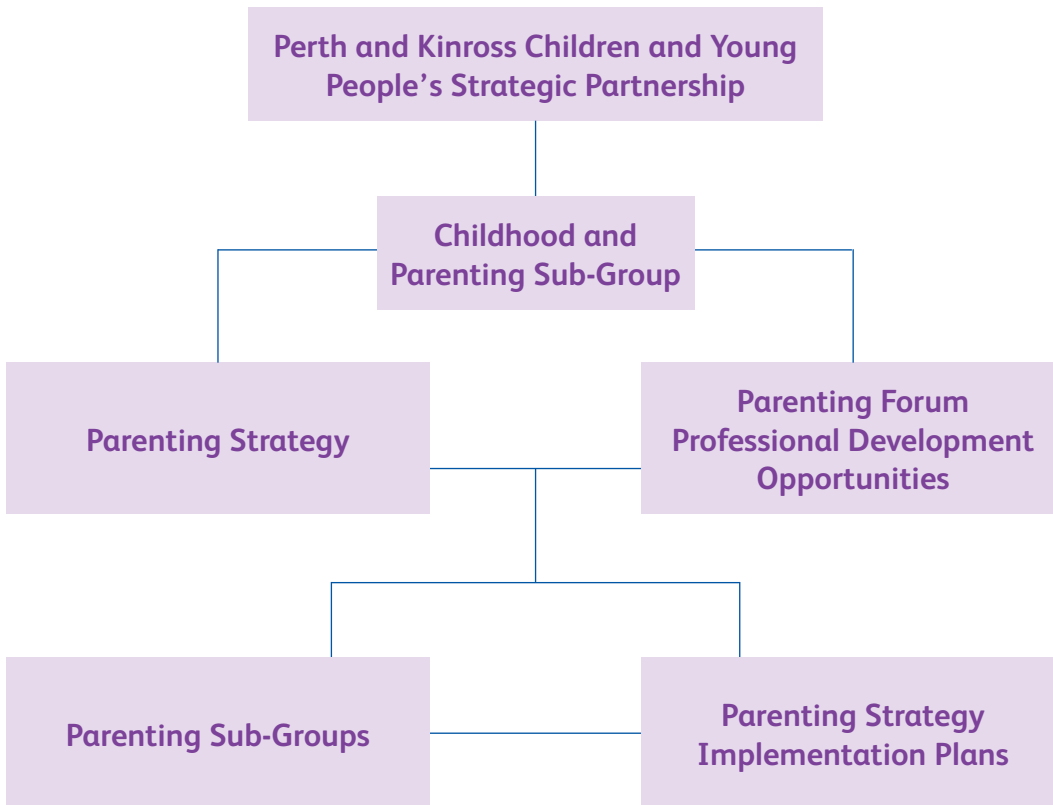 Perth and Kinross Children and Young
People’s Strategic Partnership
Childhood and
Parenting Sub-Group
Parenting Strategy
Parenting Forum
Professional Development
Opportunities
Parenting Sub-Groups
Parenting Strategy
Implementation Plans